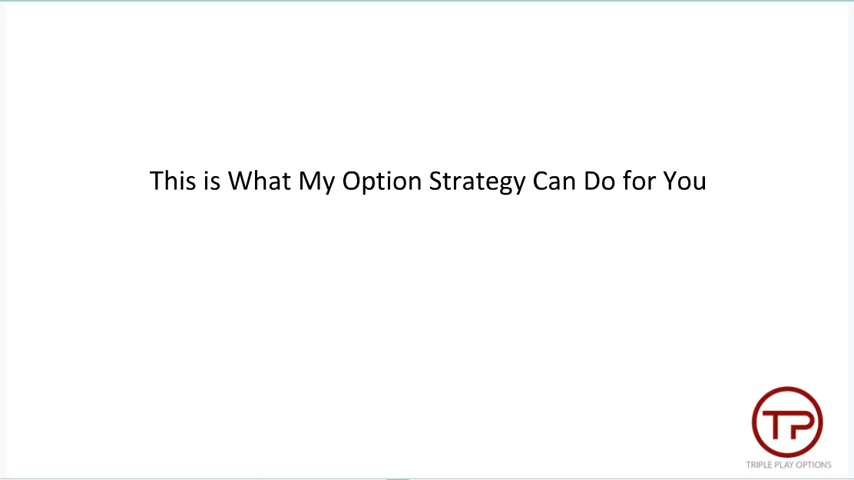 This is What My Option Strategy Can Do for You
TP
TRIPLE PLAY OPTIONS